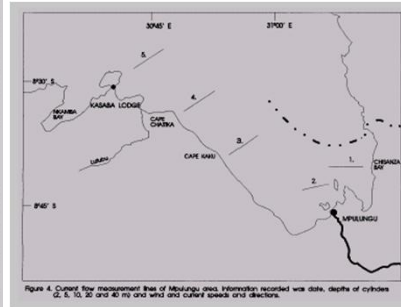 30°45' E
31°00' E
5.
8°30' S
4.
KASABA LODGE
NKAMBA
BAY
CAPE
CHAITIKA
3.
LUFUBU
CAPE KAKU
1.
CHISANZA
BAY
2.
8°45' S
MPULUNGU
Figure 4. Current flow measurement lines of Mpulungu area. Information recorded was date, depths of cylinders
(2, 5, 10, 20 and 40 m) and wind and current speeds and directions.